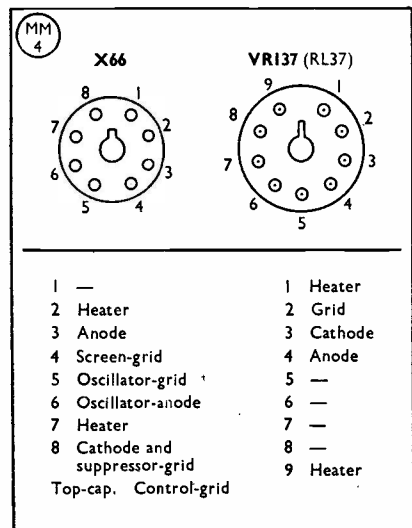 MM
4
X66
VR137 (RL37)
8 1
7 2
6 3
5 4
9 1
8 2
7 3
6 4
5
1 —
2 Heater
3 Anode
4 Screen-grid
5 Oscillator-grid
6 Oscillator-anode
7 Heater
8 Cathode and
suppressor-grid
Top-cap. Control-grid
1 Heater
2 Grid
3 Cathode
4 Anode
5 —
6 —
7 —
8 —
9 Heater